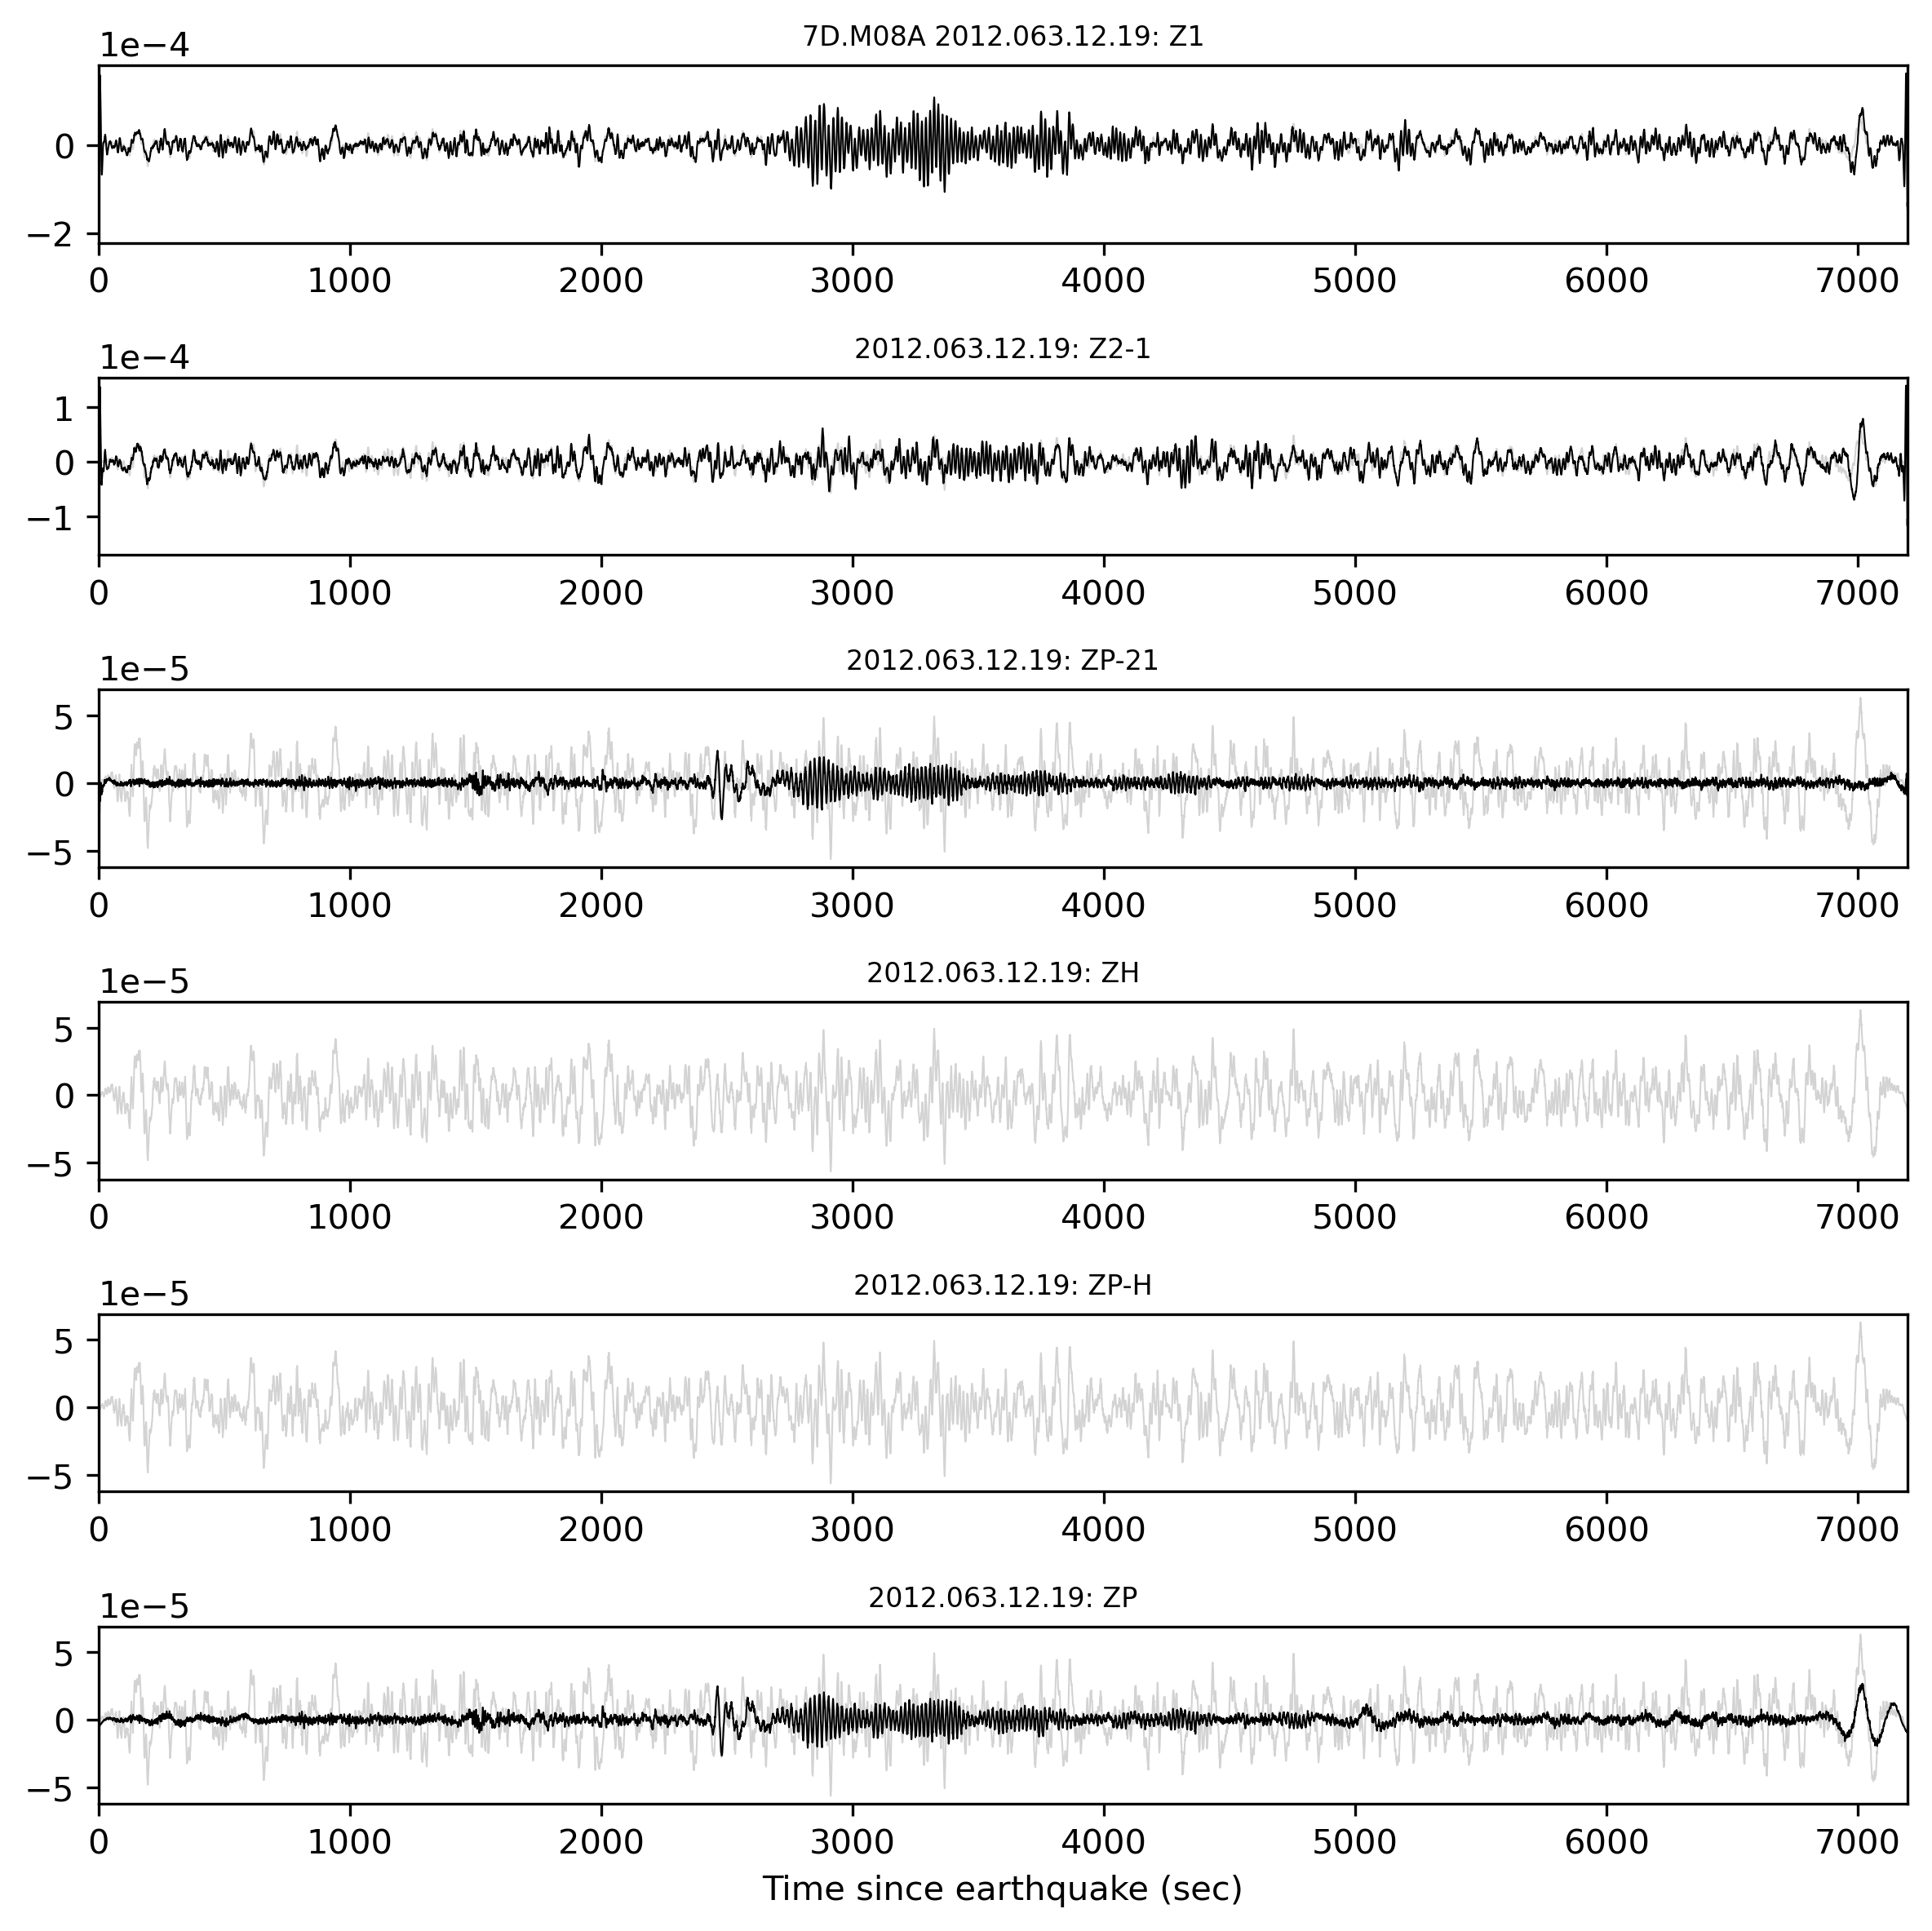 7D.M08A 2012.063.12.19: Z1
1e−4
0
−2
0 1000 2000 3000 4000 5000 6000 7000
2012.063.12.19: Z2-1
1e−4
1
0
−1
0 1000 2000 3000 4000 5000 6000 7000
2012.063.12.19: ZP-21
1e−5
5
0
−5
0 1000 2000 3000 4000 5000 6000 7000
2012.063.12.19: ZH
1e−5
5
0
−5
0 1000 2000 3000 4000 5000 6000 7000
2012.063.12.19: ZP-H
1e−5
5
0
−5
0 1000 2000 3000 4000 5000 6000 7000
2012.063.12.19: ZP
1e−5
5
0
−5
0 1000 2000 3000 4000 5000 6000 7000
Time since earthquake (sec)